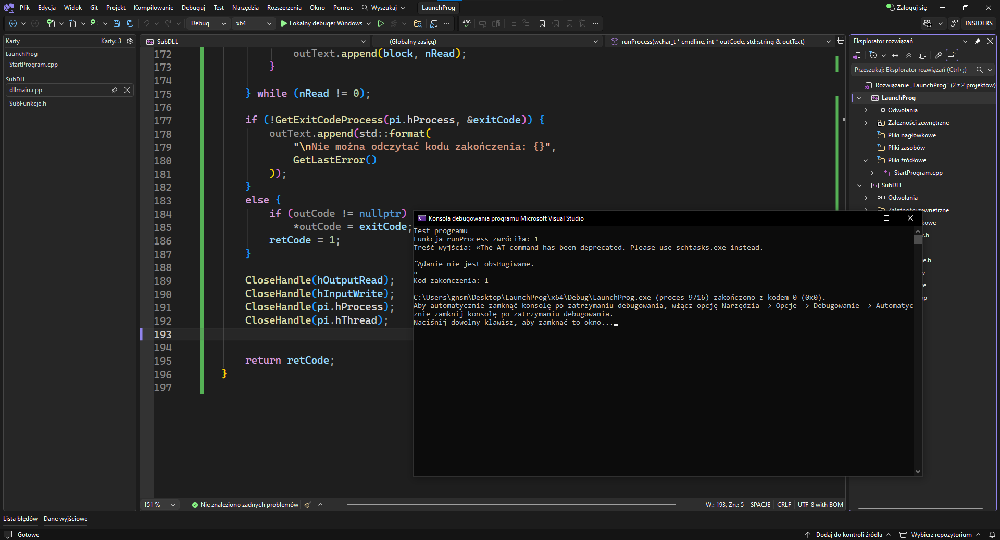 Plik Edycja Widok Git Projekt Kompilowanie Debuguj Test Narzędzia Rozszerzenia Okno Pomoc Wyszukaj LaunchProg Zaloguj się
Debug x64 Lokalny debuger Windows INSIDERS
Karty Karty: 3
LaunchProg
StartProgram.cpp
SubDLL
dllmain.cpp
SubFunkcje.h
SubDLL (Globalny zasięg) runProcess(wchar_t * cmdline, int * outCode, std::string & outText)
172 outText.append(block, nRead);
173 }
174
175 } while (nRead != 0);
176
177 if (!GetExitCodeProcess(pi.hProcess, &exitCode)) {
178 outText.append(std::format(
179 "\nNie można odczytać kodu zakończenia: {}",
180 GetLastError()
181 ));
182 }
183 else {
184 if (outCode != nullptr)
185 *outCode = exitCode;
186 retCode = 1;
187 }
188
189 CloseHandle(hOutputRead);
190 CloseHandle(hInputWrite);
191 CloseHandle(pi.hProcess);
192 CloseHandle(pi.hThread);
193
194
195 return retCode;
196 }
197
Konsola debugowania programu Microsoft Visual Studio
Test programu
Funkcja runProcess zwróciła: 1
Treść wyjścia: «The AT command has been deprecated. Please use schtasks.exe instead.
˝Ądanie nie jest obs�ugiwane.
»
Kod zakończenia: 1
C:\Users\gnsm\Desktop\LaunchProg\x64\Debug\LaunchProg.exe (proces 9716) zakończono z kodem 0 (0x0).
Aby automatycznie zamknąć konsolę po zatrzymaniu debugowania, włącz opcję Narzędzia -> Opcje -> Debugowanie -> Automatyc
znie zamknij konsolę po zatrzymaniu debugowania.
Naciśnij dowolny klawisz, aby zamknąć to okno...
Eksplorator rozwiązań
Przeszukaj: Eksplorator rozwiązań (Ctrl+;)
Rozwiązanie „LaunchProg” (2 z 2 projektów)
LaunchProg
Odwołania
Zależności zewnętrzne
Pliki nagłówkowe
Pliki zasobów
Pliki źródłowe
StartProgram.cpp
SubDLL
Odwołania
Zależności zewnętrzne
151 % Nie znaleziono żadnych problemów W.: 193, Zn.: 5 SPACJE CRLF UTF-8 with BOM
Lista błędów Dane wyjściowe
Gotowe Dodaj do kontroli źródła Wybierz repozytorium